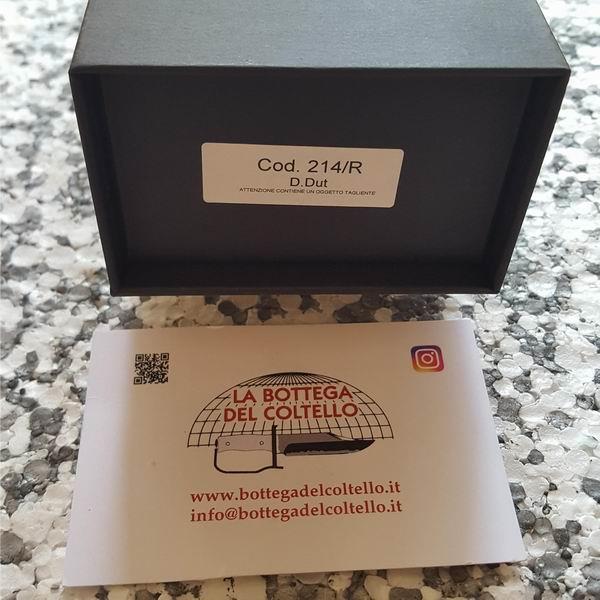 Cod. 214/R
D.Dut
ATTENZIONE CONTIENE UN OGGETTO TAGLIENTE
LA BOTTEGA
DEL COLTELLO
www.bottegadelcoltello.it
info@bottegadelcoltello.it